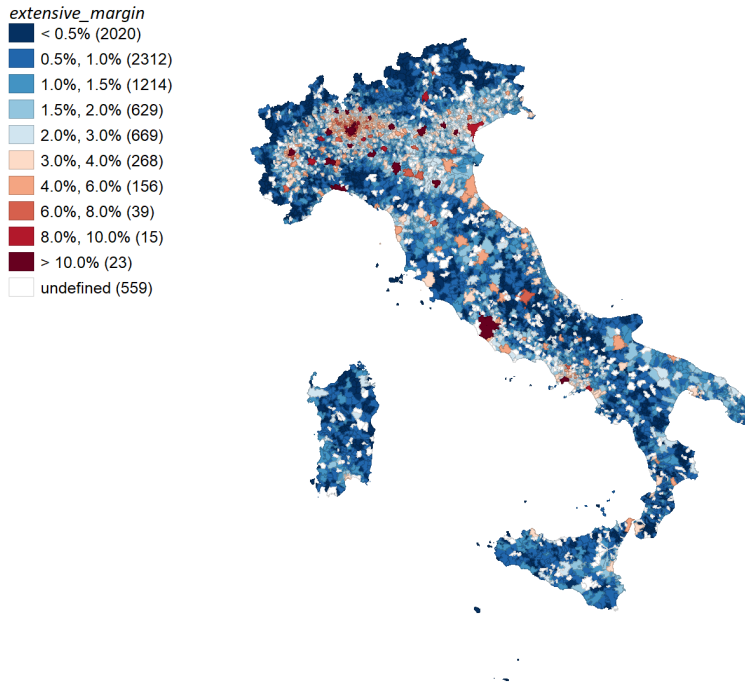 extensive_margin
< 0.5% (2020)
0.5%, 1.0% (2312)
1.0%, 1.5% (1214)
1.5%, 2.0% (629)
2.0%, 3.0% (669)
3.0%, 4.0% (268)
4.0%, 6.0% (156)
6.0%, 8.0% (39)
8.0%, 10.0% (15)
> 10.0% (23)
undefined (559)